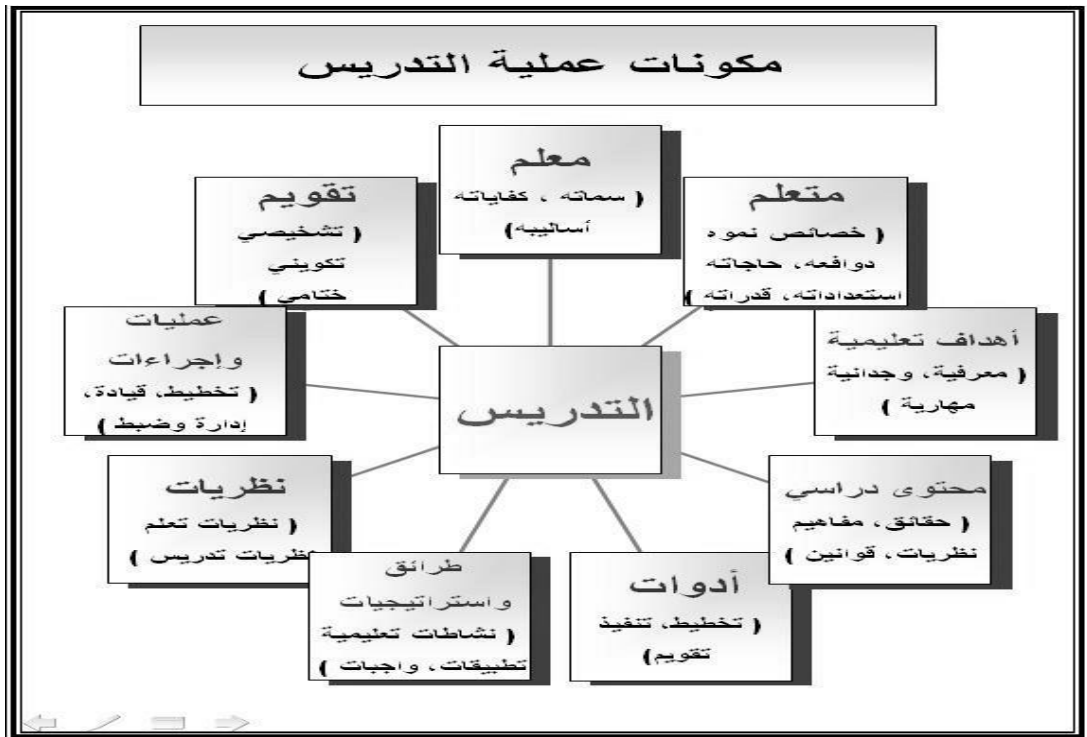 مكونات عملية التدريس
معلم
( سماته ، كفاياته
أساليبه)
متعلم
( خصائص نموه
دوافعه، حاجاته
استعداداته، قدراته )
أهداف تعليمية
( معرفية، وجدانية
مهارية )
محتوى دراسي
( حقائق، مفاهيم
نظريات، قوانين )
أدوات
( تخطيط، تنفيذ
تقويم)
طرائق
واستراتيجيات
( نشاطات تعليمية
تطبيقات، واجبات )
نظريات
( نظريات تعلم
نظريات تدريس )
عمليات
وإجراءات
( تخطيط، قيادة،
إدارة وضبط )
تقويم
( تشخيصي
تكويني
ختامي )
التدريس